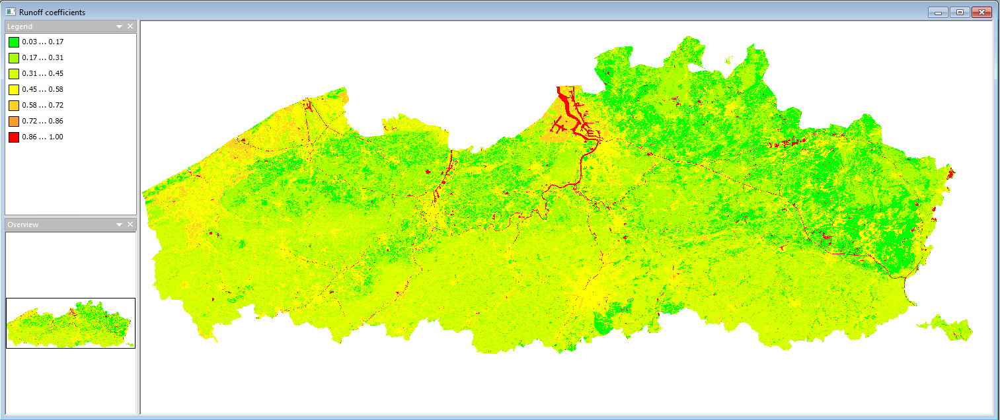 Runoff coefficients
Legend
0.03 ... 0.17
0.17 ... 0.31
0.31 ... 0.45
0.45 ... 0.58
0.58 ... 0.72
0.72 ... 0.86
0.86 ... 1.00
Overview